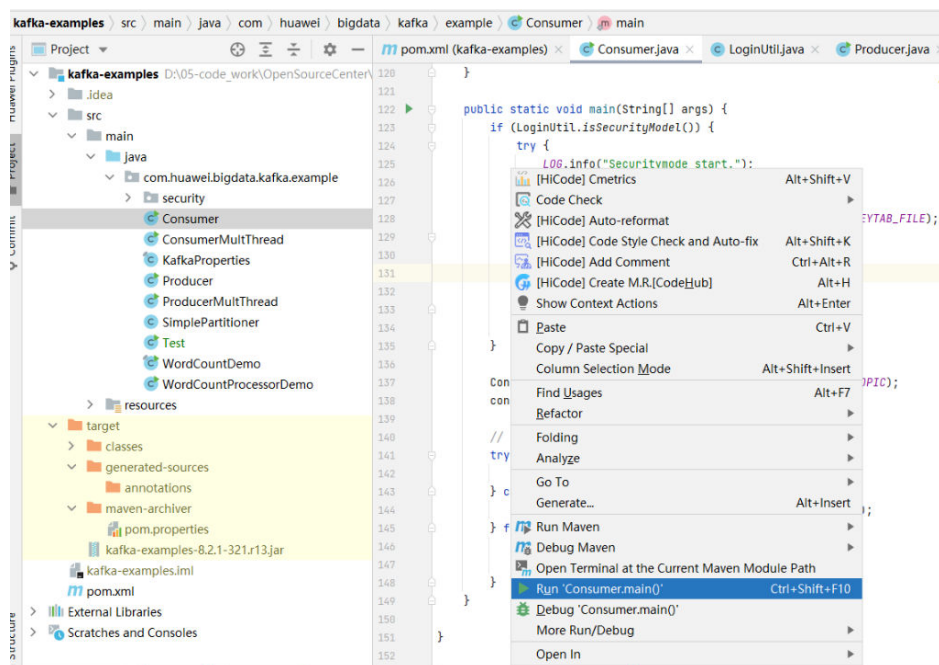 kafka-examples src main java com huawei bigdata kafka example Consumer main
Project
pom.xml (kafka-examples) Consumer.java LoginUtil.java Producer.java
kafka-examples D:\05-code_work\OpenSourceCenter\
.idea
src
main
java
com.huawei.bigdata.kafka.example
security
Consumer
ConsumerMultThread
KafkaProperties
Producer
ProducerMultThread
SimplePartitioner
Test
WordCountDemo
WordCountProcessorDemo
resources
target
classes
generated-sources
annotations
maven-archiver
pom.properties
kafka-examples-8.2.1-321.r13.jar
kafka-examples.iml
pom.xml
External Libraries
Scratches and Consoles
Project
Commit
Structure
120 }
121
122 public static void main(String[] args) {
123 if (LoginUtil.isSecurityModel()) {
124 try {
125 LOG.info("Securitymode start.");
126
127
128 EYTAB_FILE);
129
130
131
132
133
134
135 }
136
137 Con OPIC);
138 con
139
140 //
141 try
142
143 } c
144 );
145 } f
146
147
148 }
149 }
150
151 }
152
[HiCode] Cmetrics Alt+Shift+V
Code Check
[HiCode] Auto-reformat
[HiCode] Code Style Check and Auto-fix Alt+Shift+K
[HiCode] Add Comment Ctrl+Alt+R
[HiCode] Create M.R.[CodeHub] Alt+H
Show Context Actions Alt+Enter
Paste Ctrl+V
Copy / Paste Special
Column Selection Mode Alt+Shift+Insert
Find Usages Alt+F7
Refactor
Folding
Analyze
Go To
Generate... Alt+Insert
Run Maven
Debug Maven
Open Terminal at the Current Maven Module Path
Run 'Consumer.main()' Ctrl+Shift+F10
Debug 'Consumer.main()'
More Run/Debug
Open In